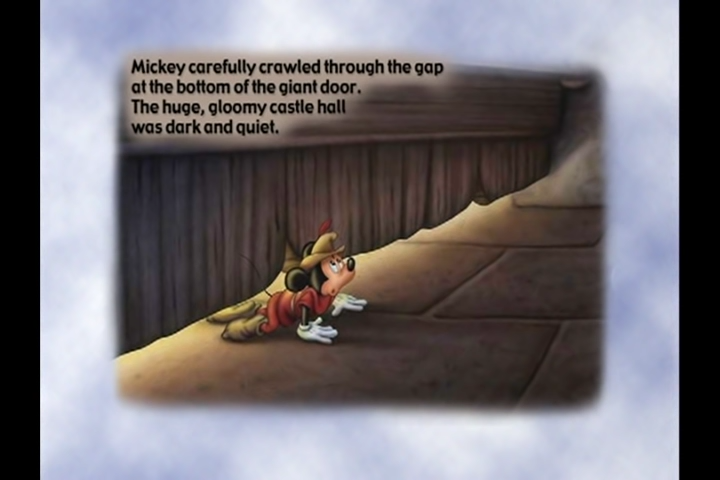 Mickey carefully crawled through the gap
at the bottom of the giant door.
The huge, gloomy castle hall
was dark and quiet.